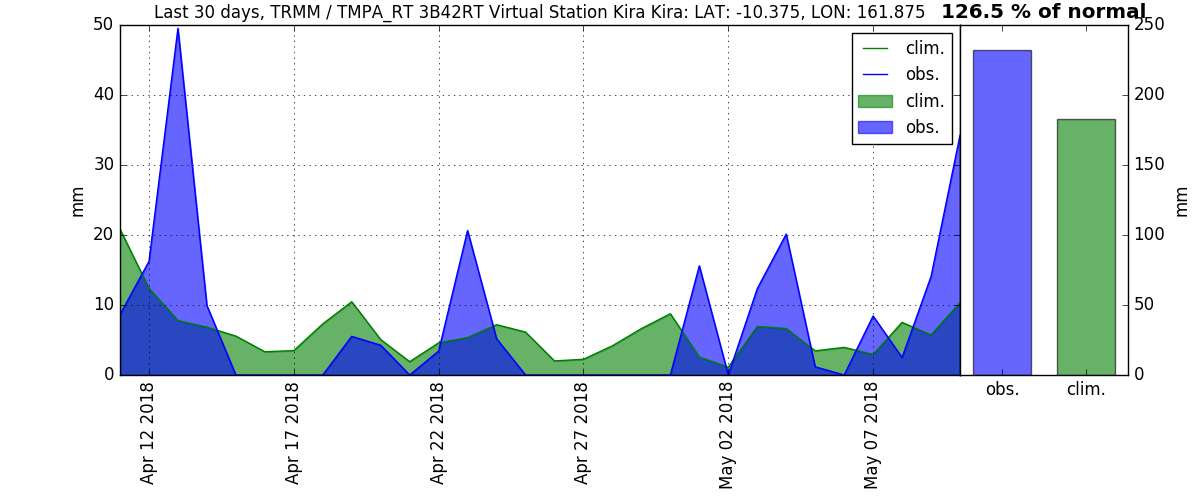 Last 30 days, TRMM / TMPA_RT 3B42RT Virtual Station Kira Kira: LAT: -10.375, LON: 161.875
126.5 % of normal
50
40
30
20
10
0
mm
clim.
obs.
clim.
obs.
250
200
150
100
50
0
mm
Apr 12 2018
Apr 17 2018
Apr 22 2018
Apr 27 2018
May 02 2018
May 07 2018
obs.
clim.